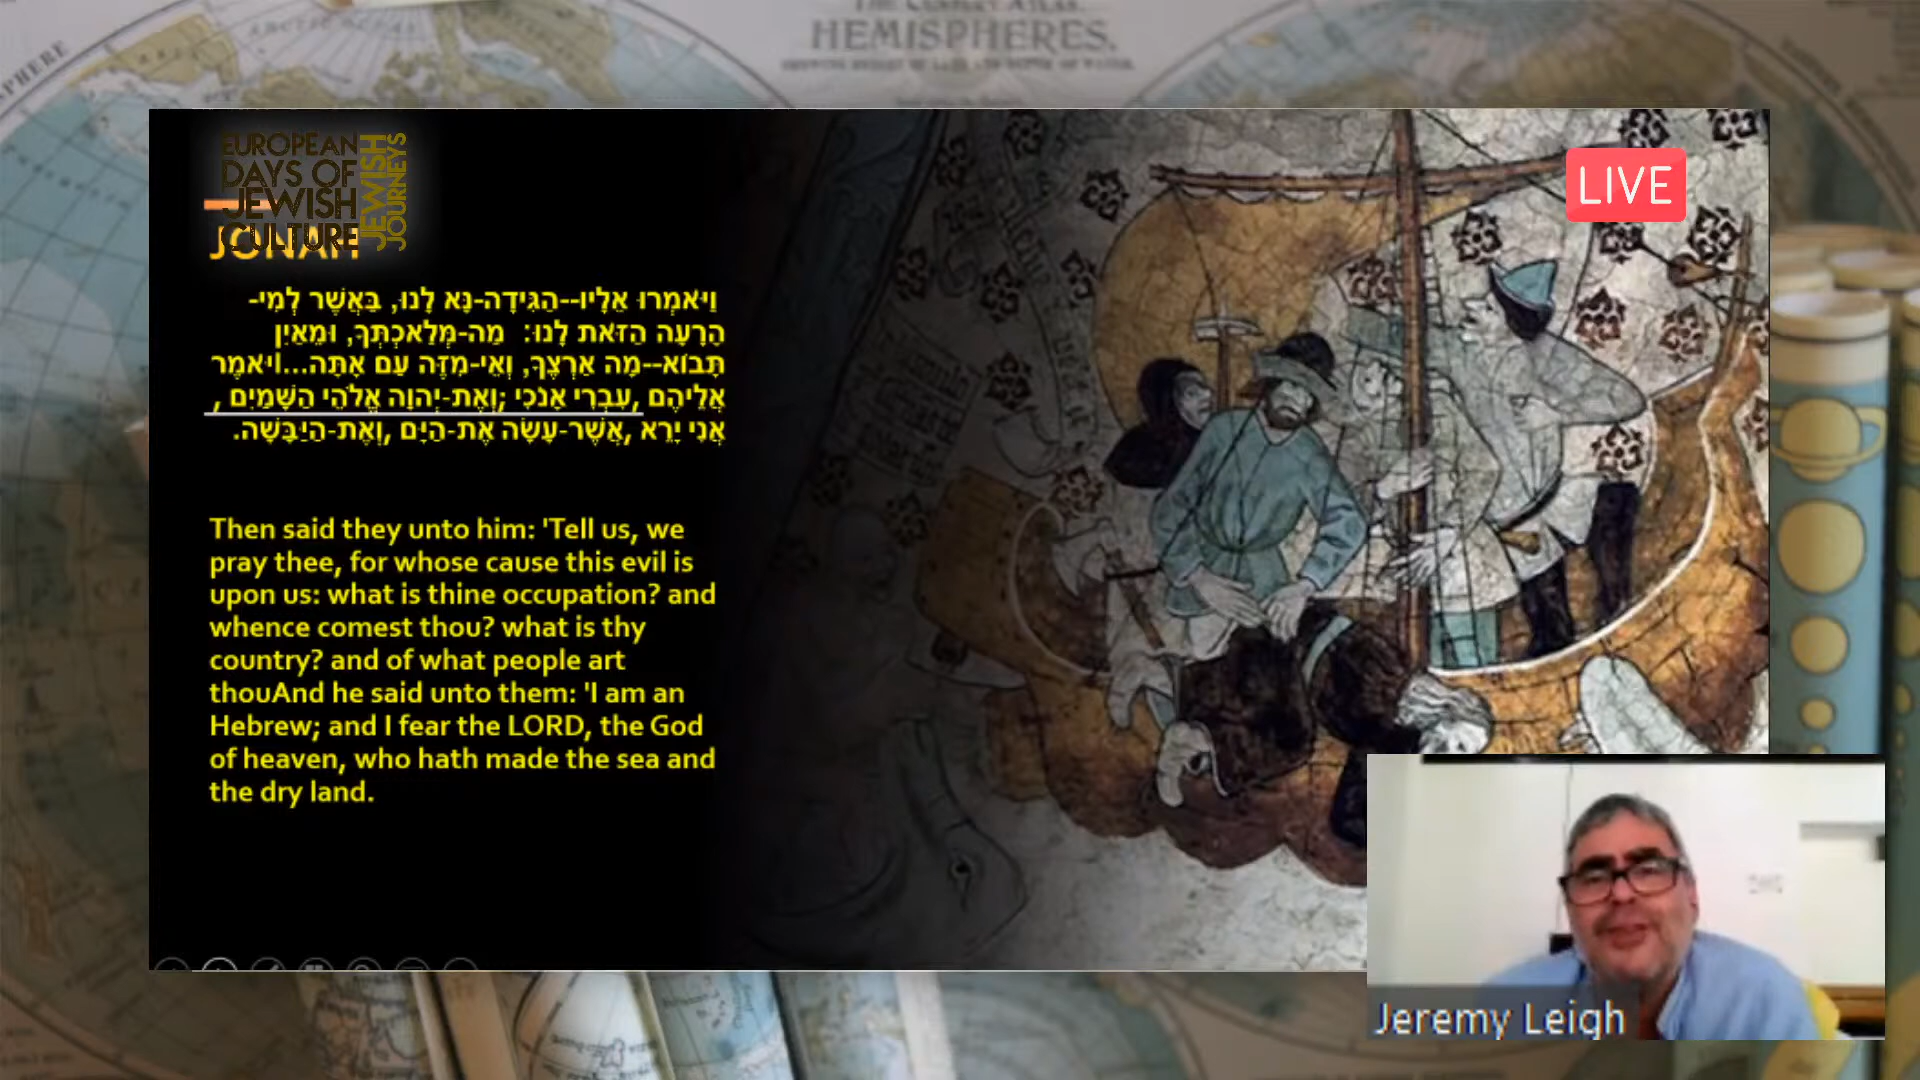 HEMISPHERES.
EUROPEAN
DAYS OF
JEWISH
CULTURE
JEWISH
JOURNEYS
JONAH
LIVE
וַיֹּאמְרוּ אֵלָיו--הַגִּידָה-נָּא לָנוּ, בַּאֲשֶׁר לְמִי-
הָרָעָה הַזֹּאת לָנוּ: מַה-מְּלַאכְתְּךָ, וּמֵאַיִן
תָּבוֹא--מָה אַרְצֶךָ, וְאֵי-מִזֶּה עַם אָתָּה...וַיֹּאמֶר
אֲלֵיהֶם ,עִבְרִי אָנֹכִי ;וְאֶת-יְהוָה אֱלֹהֵי הַשָּׁמַיִם ,
אֲנִי יָרֵא ,אֲשֶׁר-עָשָׂה אֶת-הַיָּם ,וְאֶת-הַיַּבָּשָׁה.
Then said they unto him: 'Tell us, we
pray thee, for whose cause this evil is
upon us: what is thine occupation? and
whence comest thou? what is thy
country? and of what people art
thouAnd he said unto them: 'I am an
Hebrew; and I fear the LORD, the God
of heaven, who hath made the sea and
the dry land.
Jeremy Leigh